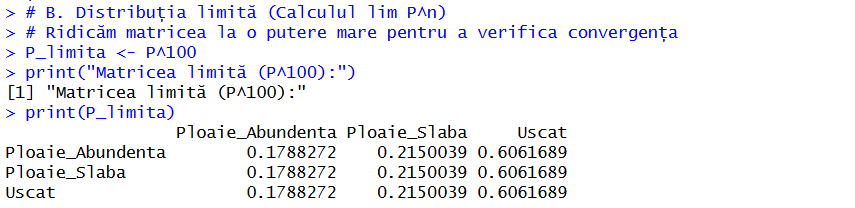 > # B. Distribuția limită (Calculul lim P^n)
> # Ridicăm matricea la o putere mare pentru a verifica convergența
> P_limita <- P^100
> print("Matricea limită (P^100):")
[1] "Matricea limită (P^100):"
> print(P_limita)
                 Ploaie_Abundenta Ploaie_Slaba     Uscat
Ploaie_Abundenta        0.1788272    0.2150039 0.6061689
Ploaie_Slaba            0.1788272    0.2150039 0.6061689
Uscat                   0.1788272    0.2150039 0.6061689